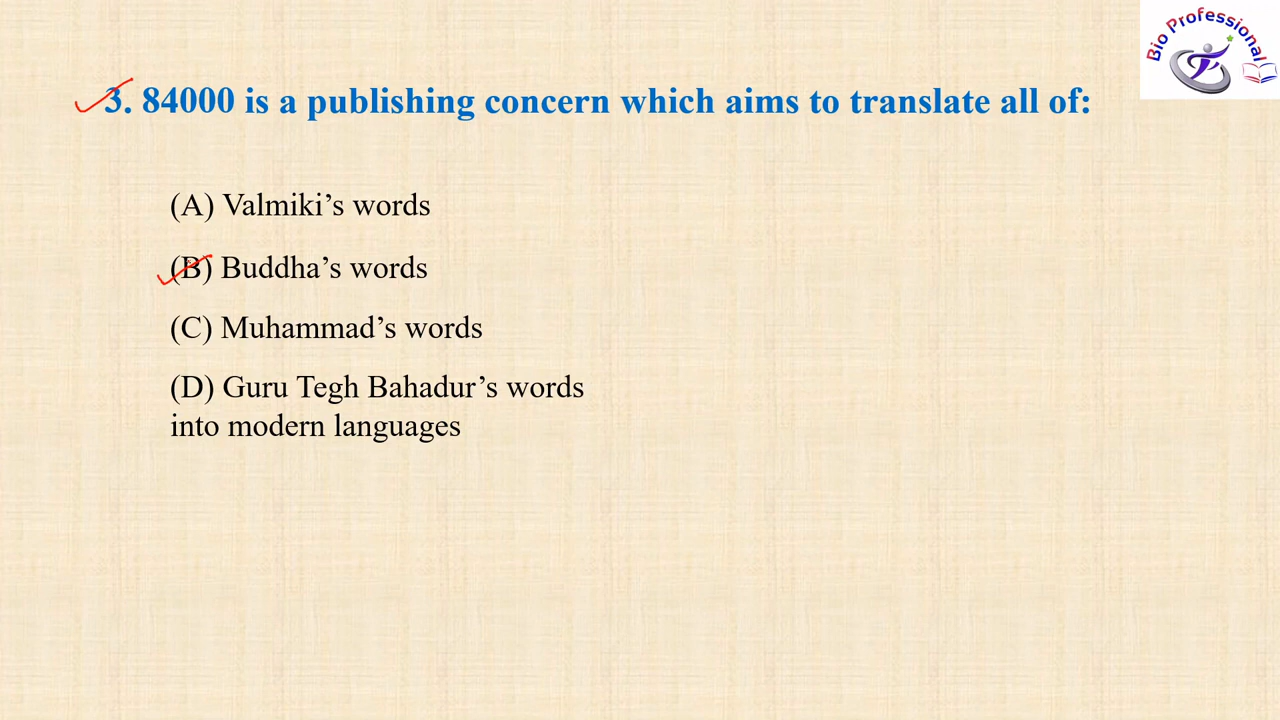 Bio Professional
3. 84000 is a publishing concern which aims to translate all of:
(A) Valmiki’s words
(B) Buddha’s words
(C) Muhammad’s words
(D) Guru Tegh Bahadur’s words
into modern languages